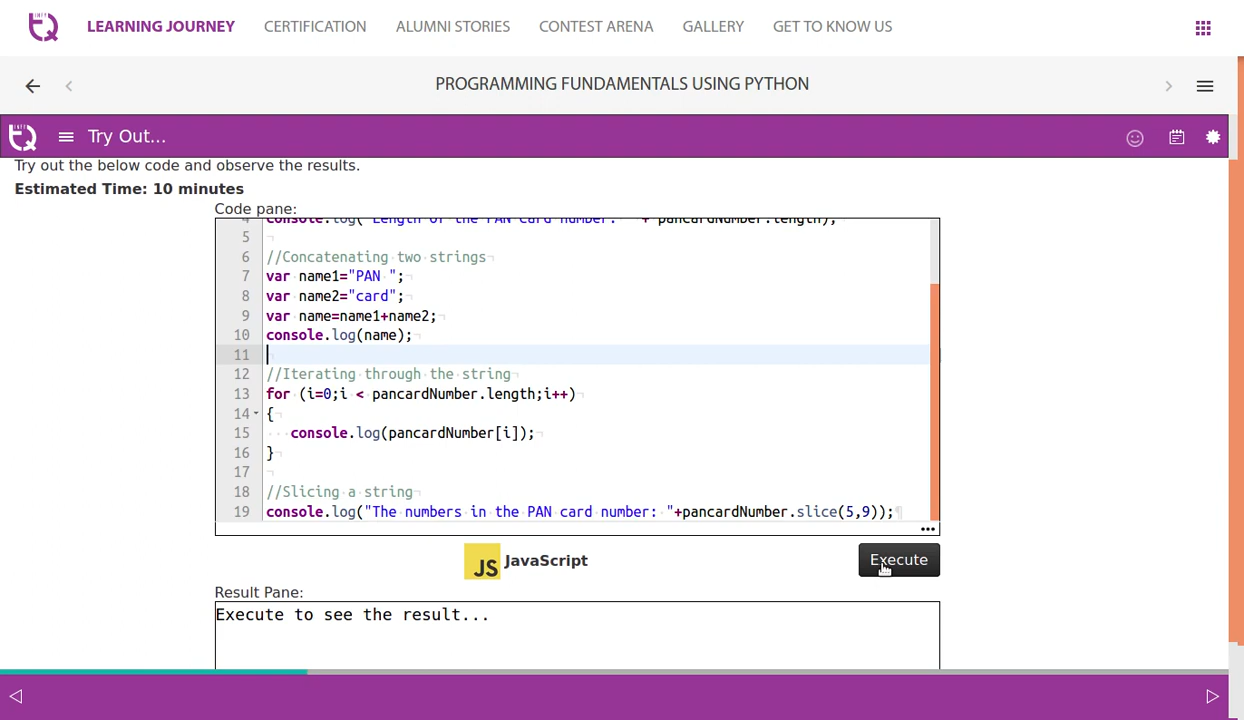 LEARNING JOURNEY CERTIFICATION ALUMNI STORIES CONTEST ARENA GALLERY GET TO KNOW US
PROGRAMMING FUNDAMENTALS USING PYTHON
Try Out...
Try out the below code and observe the results.
Estimated Time: 10 minutes
Code pane:
4 console.log("Length of the PAN card number: " + pancardNumber.length);
5
6 //Concatenating two strings
7 var name1="PAN ";
8 var name2="card";
9 var name=name1+name2;
10 console.log(name);
11
12 //Iterating through the string
13 for (i=0;i < pancardNumber.length;i++)
14 {
15 console.log(pancardNumber[i]);
16 }
17
18 //Slicing a string
19 console.log("The numbers in the PAN card number: "+pancardNumber.slice(5,9));
JS JavaScript Execute
Result Pane:
Execute to see the result...